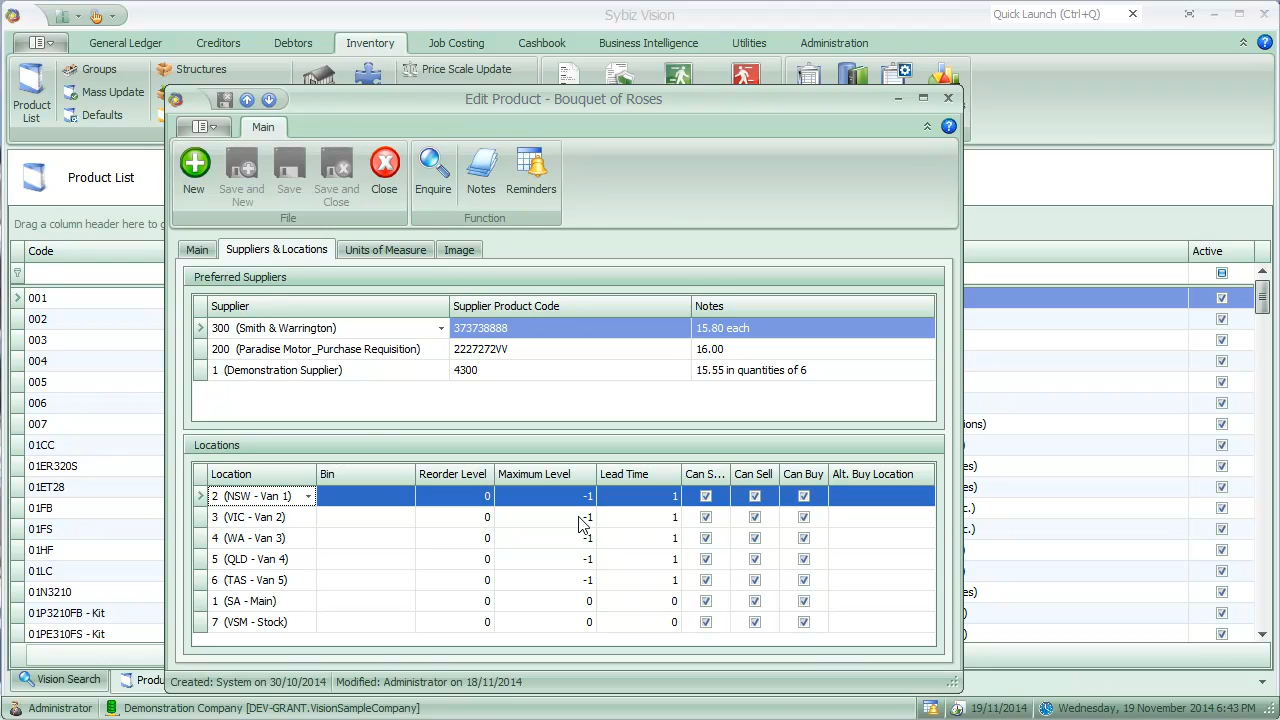 Sybiz Vision
Quick Launch (Ctrl+Q)
General Ledger
Creditors
Debtors
Inventory
Job Costing
Cashbook
Business Intelligence
Utilities
Administration
Product
List
Groups
Mass Update
Defaults
Structures
Price Scale Update
Edit Product - Bouquet of Roses
Main
New
Save and
New
Save
Save and
Close
Close
Enquire
Notes
Reminders
File
Function
Product List
Drag a column header here to g
Code
Active
001
002
003
004
005
006
007
01CC
01ER320S
01ET28
01FB
01FS
01HF
01LC
01N3210
01P3210FB - Kit
01PE310FS - Kit
ions)
es)
es)
c.)
c.)
es)
Main
Suppliers & Locations
Units of Measure
Image
Preferred Suppliers
Supplier Supplier Product Code Notes
300 (Smith & Warrington) 373738888 15.80 each
200 (Paradise Motor_Purchase Requisition) 2227272VV 16.00
1 (Demonstration Supplier) 4300 15.55 in quantities of 6
Locations
Location Bin Reorder Level Maximum Level Lead Time Can S... Can Sell Can Buy Alt. Buy Location
2 (NSW - Van 1) 0 -1 1
3 (VIC - Van 2) 0 -1 1
4 (WA - Van 3) 0 -1 1
5 (QLD - Van 4) 0 -1 1
6 (TAS - Van 5) 0 -1 1
1 (SA - Main) 0 0 0
7 (VSM - Stock) 0 0 0
Created: System on 30/10/2014 Modified: Administrator on 18/11/2014
Vision Search
Produ
Administrator
Demonstration Company [DEV-GRANT.VisionSampleCompany]
19/11/2014
Wednesday, 19 November 2014 6:43 PM